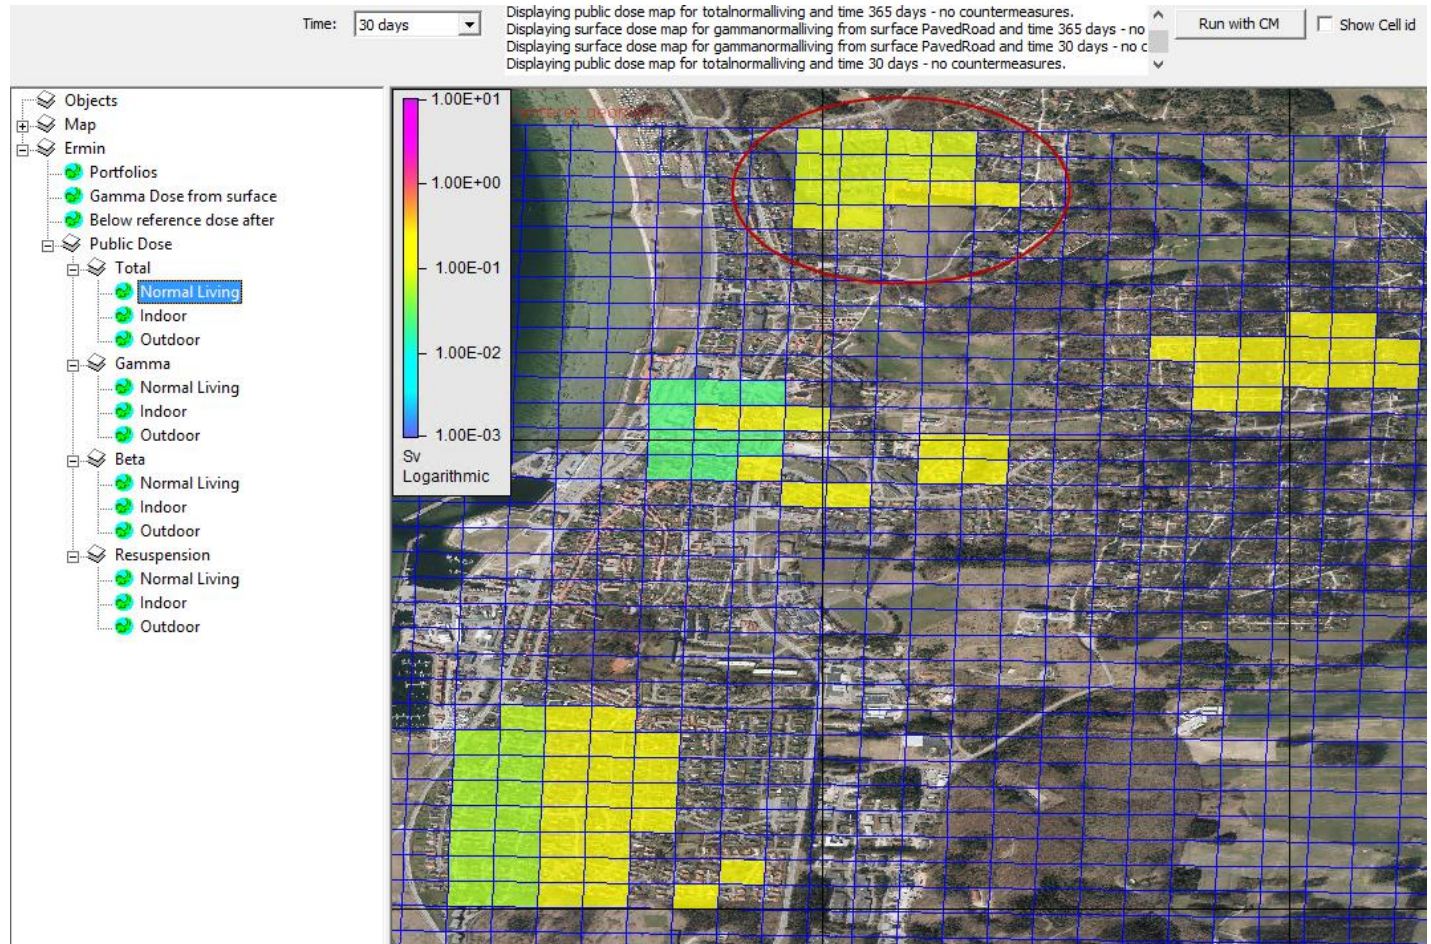 Time:
30 days
Displaying public dose map for totalnormalliving and time 365 days - no countermeasures.
Displaying surface dose map for gammanormalliving from surface PavedRoad and time 365 days - no
Displaying surface dose map for gammanormalliving from surface PavedRoad and time 30 days - no c
Displaying public dose map for totalnormalliving and time 30 days - no countermeasures.
Run with CM
Show Cell id
Objects
Map
Ermin
Portfolios
Gamma Dose from surface
Below reference dose after
Public Dose
Total
Normal Living
Indoor
Outdoor
Gamma
Normal Living
Indoor
Outdoor
Beta
Normal Living
Indoor
Outdoor
Resuspension
Normal Living
Indoor
Outdoor
1.00E+01
1.00E+00
1.00E-01
1.00E-02
1.00E-03
Sv
Logarithmic